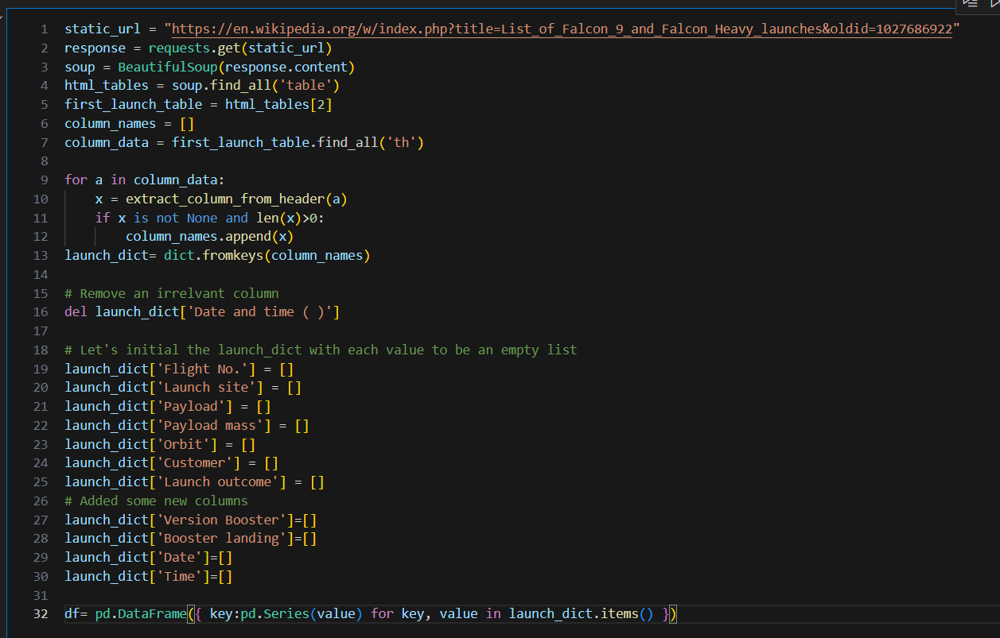 1 static_url = "https://en.wikipedia.org/w/index.php?title=List_of_Falcon_9_and_Falcon_Heavy_launches&oldid=1027686922"
2 response = requests.get(static_url)
3 soup = BeautifulSoup(response.content)
4 html_tables = soup.find_all('table')
5 first_launch_table = html_tables[2]
6 column_names = []
7 column_data = first_launch_table.find_all('th')
8
9 for a in column_data:
10     x = extract_column_from_header(a)
11     if x is not None and len(x)>0:
12         column_names.append(x)
13 launch_dict= dict.fromkeys(column_names)
14
15 # Remove an irrelvant column
16 del launch_dict['Date and time ( )']
17
18 # Let's initial the launch_dict with each value to be an empty list
19 launch_dict['Flight No.'] = []
20 launch_dict['Launch site'] = []
21 launch_dict['Payload'] = []
22 launch_dict['Payload mass'] = []
23 launch_dict['Orbit'] = []
24 launch_dict['Customer'] = []
25 launch_dict['Launch outcome'] = []
26 # Added some new columns
27 launch_dict['Version Booster']=[]
28 launch_dict['Booster landing']=[]
29 launch_dict['Date']=[]
30 launch_dict['Time']=[]
31
32 df= pd.DataFrame({ key:pd.Series(value) for key, value in launch_dict.items() })